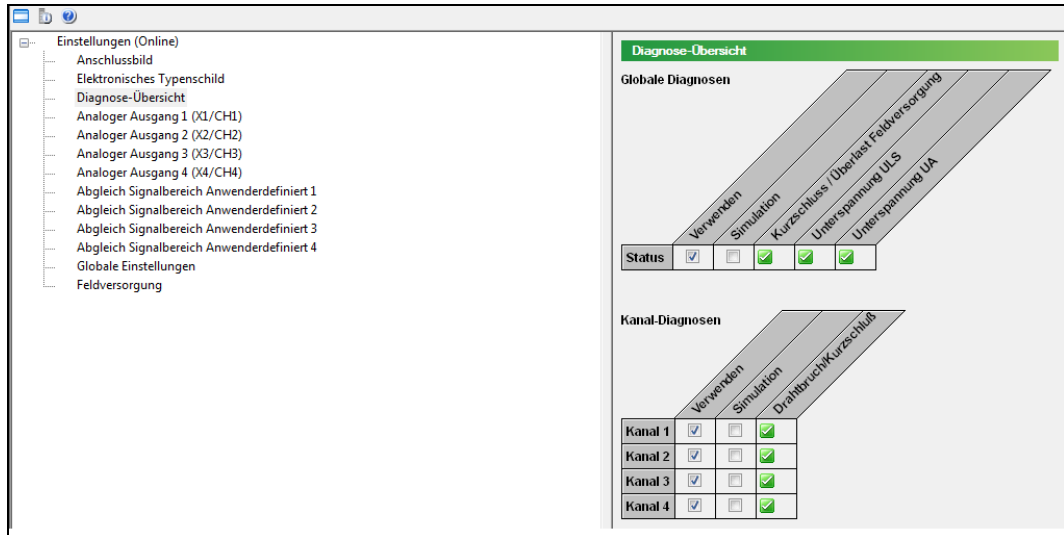 Einstellungen (Online)
Anschlussbild
Elektronisches Typenschild
Diagnose-Übersicht
Analoger Ausgang 1 (X1/CH1)
Analoger Ausgang 2 (X2/CH2)
Analoger Ausgang 3 (X3/CH3)
Analoger Ausgang 4 (X4/CH4)
Abgleich Signalbereich Anwenderdefiniert 1
Abgleich Signalbereich Anwenderdefiniert 2
Abgleich Signalbereich Anwenderdefiniert 3
Abgleich Signalbereich Anwenderdefiniert 4
Globale Einstellungen
Feldversorgung
Diagnose-Übersicht
Globale Diagnosen
Verwenden
Simulation
Kurzschluss / Überlast Feldversorgung
Unterspannung ULS
Unterspannung UA
Status
Kanal-Diagnosen
Verwenden
Simulation
Drahtbruch/Kurzschluß
Kanal 1
Kanal 2
Kanal 3
Kanal 4